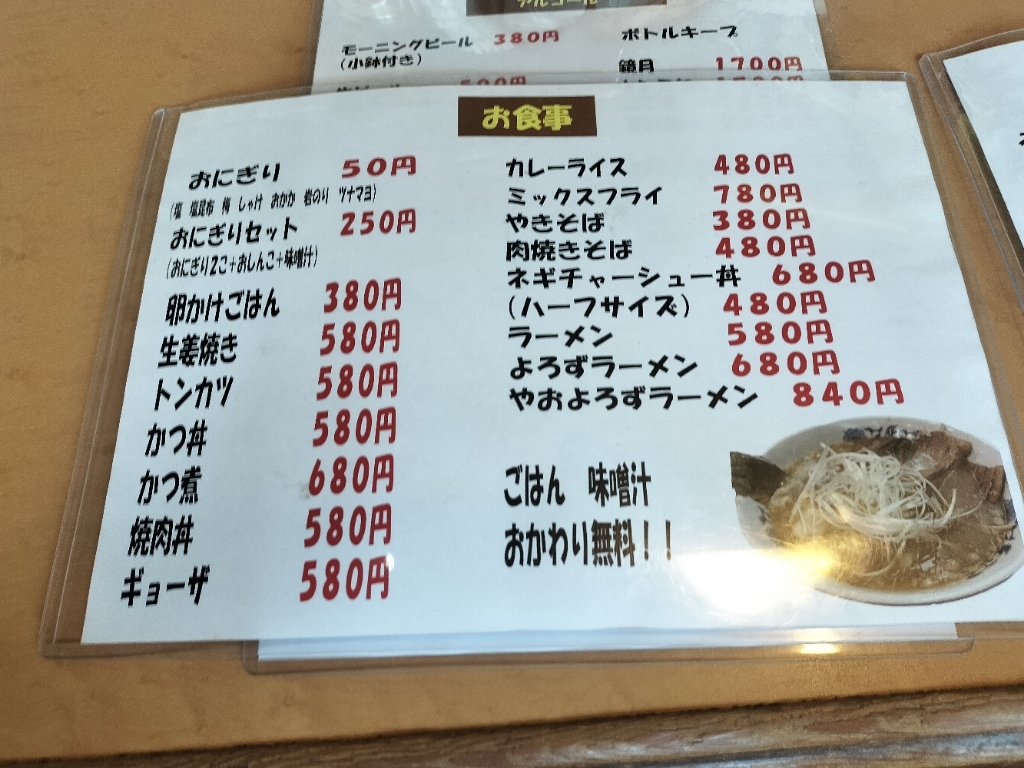 アルコール
モーニングビール 380円
(小鉢付き)
500円
ボトルキープ
鏡月 1700円
お食事
おにぎり 50円
(塩 塩昆布 梅 しゃけ おかか 岩のり ツナマヨ)
おにぎりセット 250円
(おにぎり2こ+おしんこ+味噌汁)
卵かけごはん 380円
生姜焼き 580円
トンカツ 580円
かつ丼 580円
かつ煮 680円
焼肉丼 580円
ギョーザ 580円
カレーライス 480円
ミックスフライ 780円
やきそば 380円
肉焼きそば 480円
ネギチャーシュー丼 680円
(ハーフサイズ) 480円
ラーメン 580円
よろずラーメン 680円
やおよろずラーメン 840円
ごはん 味噌汁
おかわり無料!!